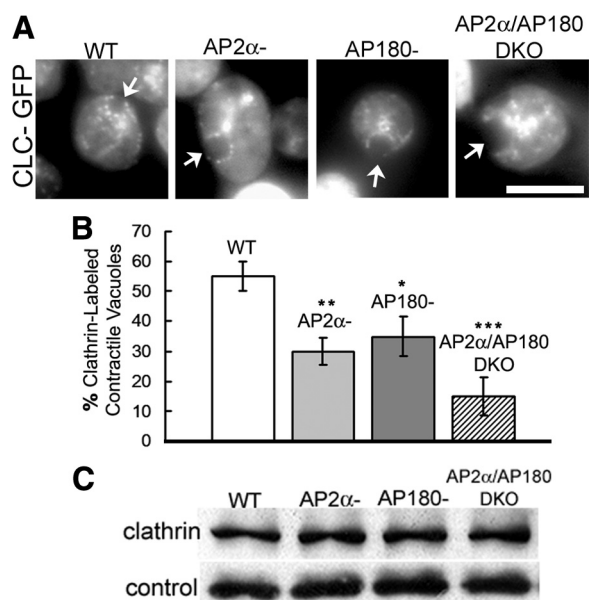 A
WT
AP2α-
AP180-
AP2α/AP180
DKO
CLC- GFP
B
% Clathrin-Labeled
Contractile Vacuoles
70
60
50
40
30
20
10
0
WT
**
AP2α-
*
AP180-
***
AP2α/AP180
DKO
C
WT
AP2α-
AP180-
AP2α/AP180
DKO
clathrin
control